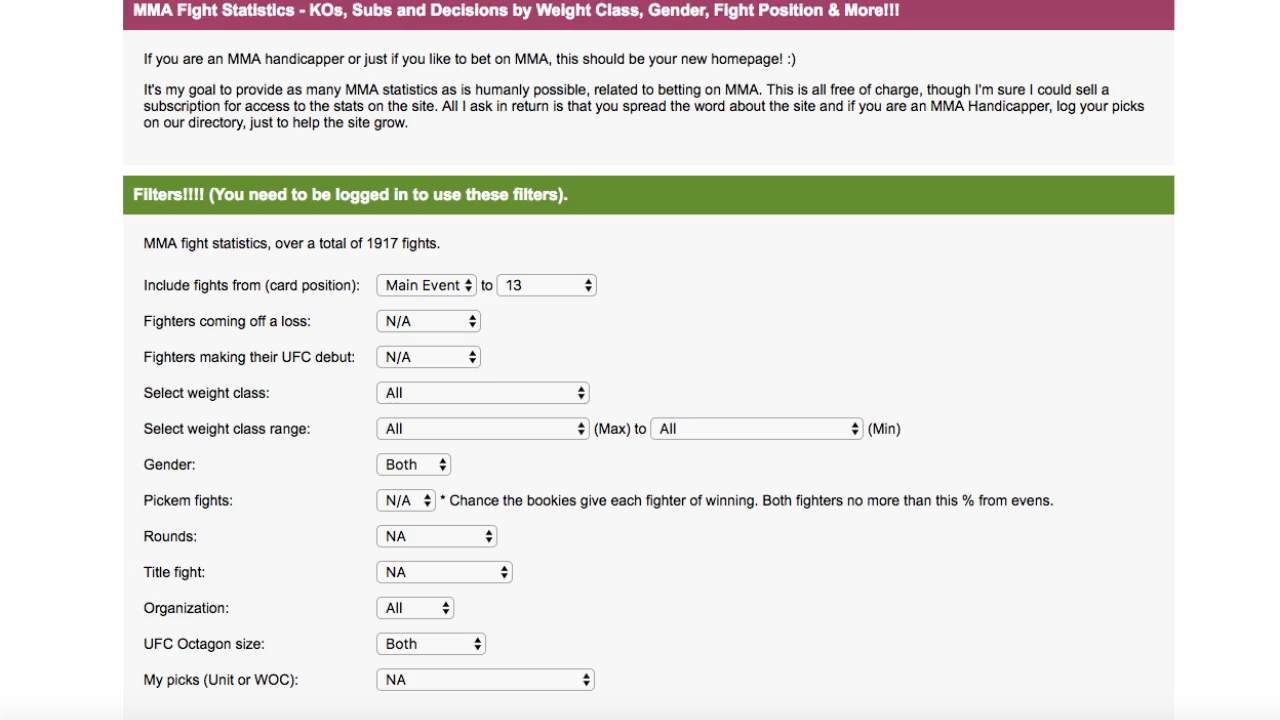 MMA Fight Statistics - KOs, Subs and Decisions by Weight Class, Gender, Fight Position & More!!!
If you are an MMA handicapper or just if you like to bet on MMA, this should be your new homepage! :)
It's my goal to provide as many MMA statistics as is humanly possible, related to betting on MMA. This is all free of charge, though I'm sure I could sell a
subscription for access to the stats on the site. All I ask in return is that you spread the word about the site and if you are an MMA Handicapper, log your picks
on our directory, just to help the site grow.
Filters!!!! (You need to be logged in to use these filters).
MMA fight statistics, over a total of 1917 fights.
Include fights from (card position): Main Event to 13
Fighters coming off a loss: N/A
Fighters making their UFC debut: N/A
Select weight class: All
Select weight class range: All (Max) to All (Min)
Gender: Both
Pickem fights: N/A * Chance the bookies give each fighter of winning. Both fighters no more than this % from evens.
Rounds: NA
Title fight: NA
Organization: All
UFC Octagon size: Both
My picks (Unit or WOC): NA